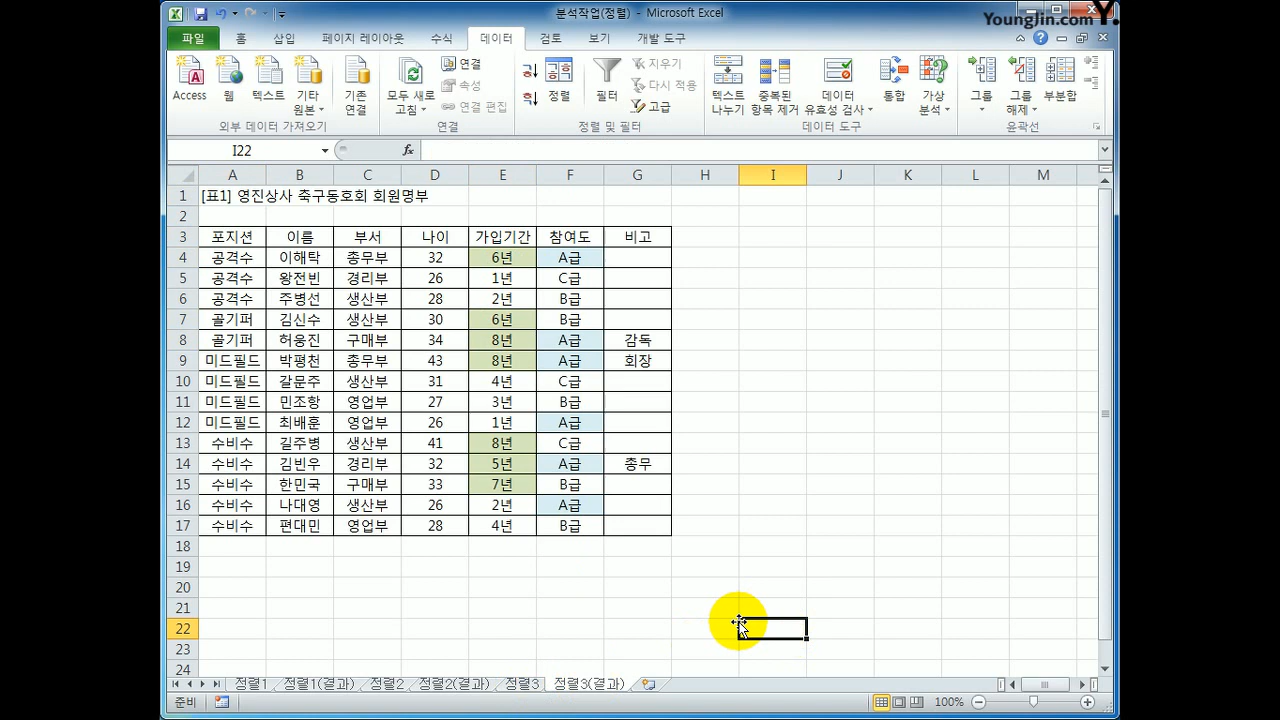 분석작업(정렬) - Microsoft Excel
YoungJin.com Y.
파일 홈 삽입 페이지 레이아웃 수식 데이터 검토 보기 개발 도구
Access 웹 텍스트 기타 원본 기존 연결
외부 데이터 가져오기
모두 새로 고침 연결 속성 연결 편집
연결
정렬 필터 지우기 다시 적용 고급
정렬 및 필터
텍스트 나누기 중복된 항목 제거 데이터 유효성 검사 통합 가상 분석
데이터 도구
그룹 그룹 해제 부분합
윤곽선
I22 fx
A B C D E F G H I J K L M
1 [표1] 영진상사 축구동호회 회원명부
2
3 포지션 이름 부서 나이 가입기간 참여도 비고
4 공격수 이해탁 총무부 32 6년 A급
5 공격수 왕전빈 경리부 26 1년 C급
6 공격수 주병선 생산부 28 2년 B급
7 골기퍼 김신수 생산부 30 6년 B급
8 골기퍼 허웅진 구매부 34 8년 A급 감독
9 미드필드 박평천 총무부 43 8년 A급 회장
10 미드필드 갈문주 생산부 31 4년 C급
11 미드필드 민조항 영업부 27 3년 B급
12 미드필드 최배훈 영업부 26 1년 A급
13 수비수 길주병 생산부 41 8년 C급
14 수비수 김빈우 경리부 32 5년 A급 총무
15 수비수 한민국 구매부 33 7년 B급
16 수비수 나대영 생산부 26 2년 A급
17 수비수 편대민 영업부 28 4년 B급
18
19
20
21
22
23
24
정렬1 정렬1(결과) 정렬2 정렬2(결과) 정렬3 정렬3(결과)
준비 100%